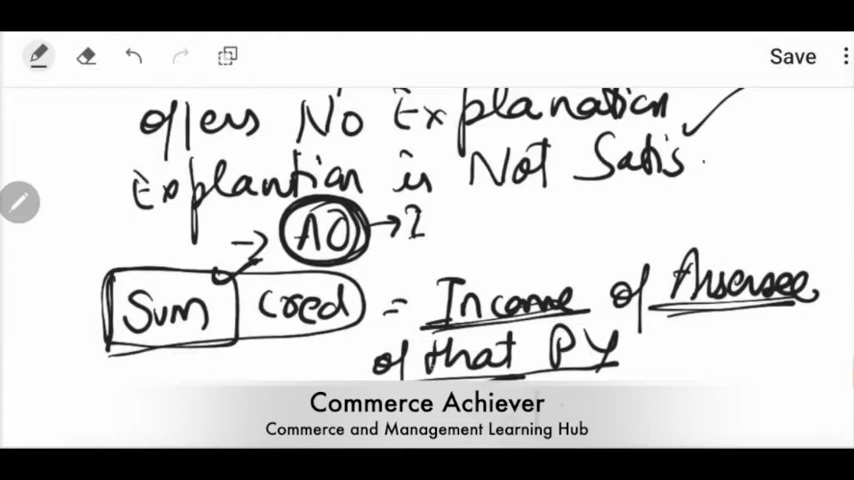 Save
offers No Explanation
Explantion is Not Satis.
→ AO →
Sum Cred = Income of Assessee
of that PY
Commerce Achiever
Commerce and Management Learning Hub